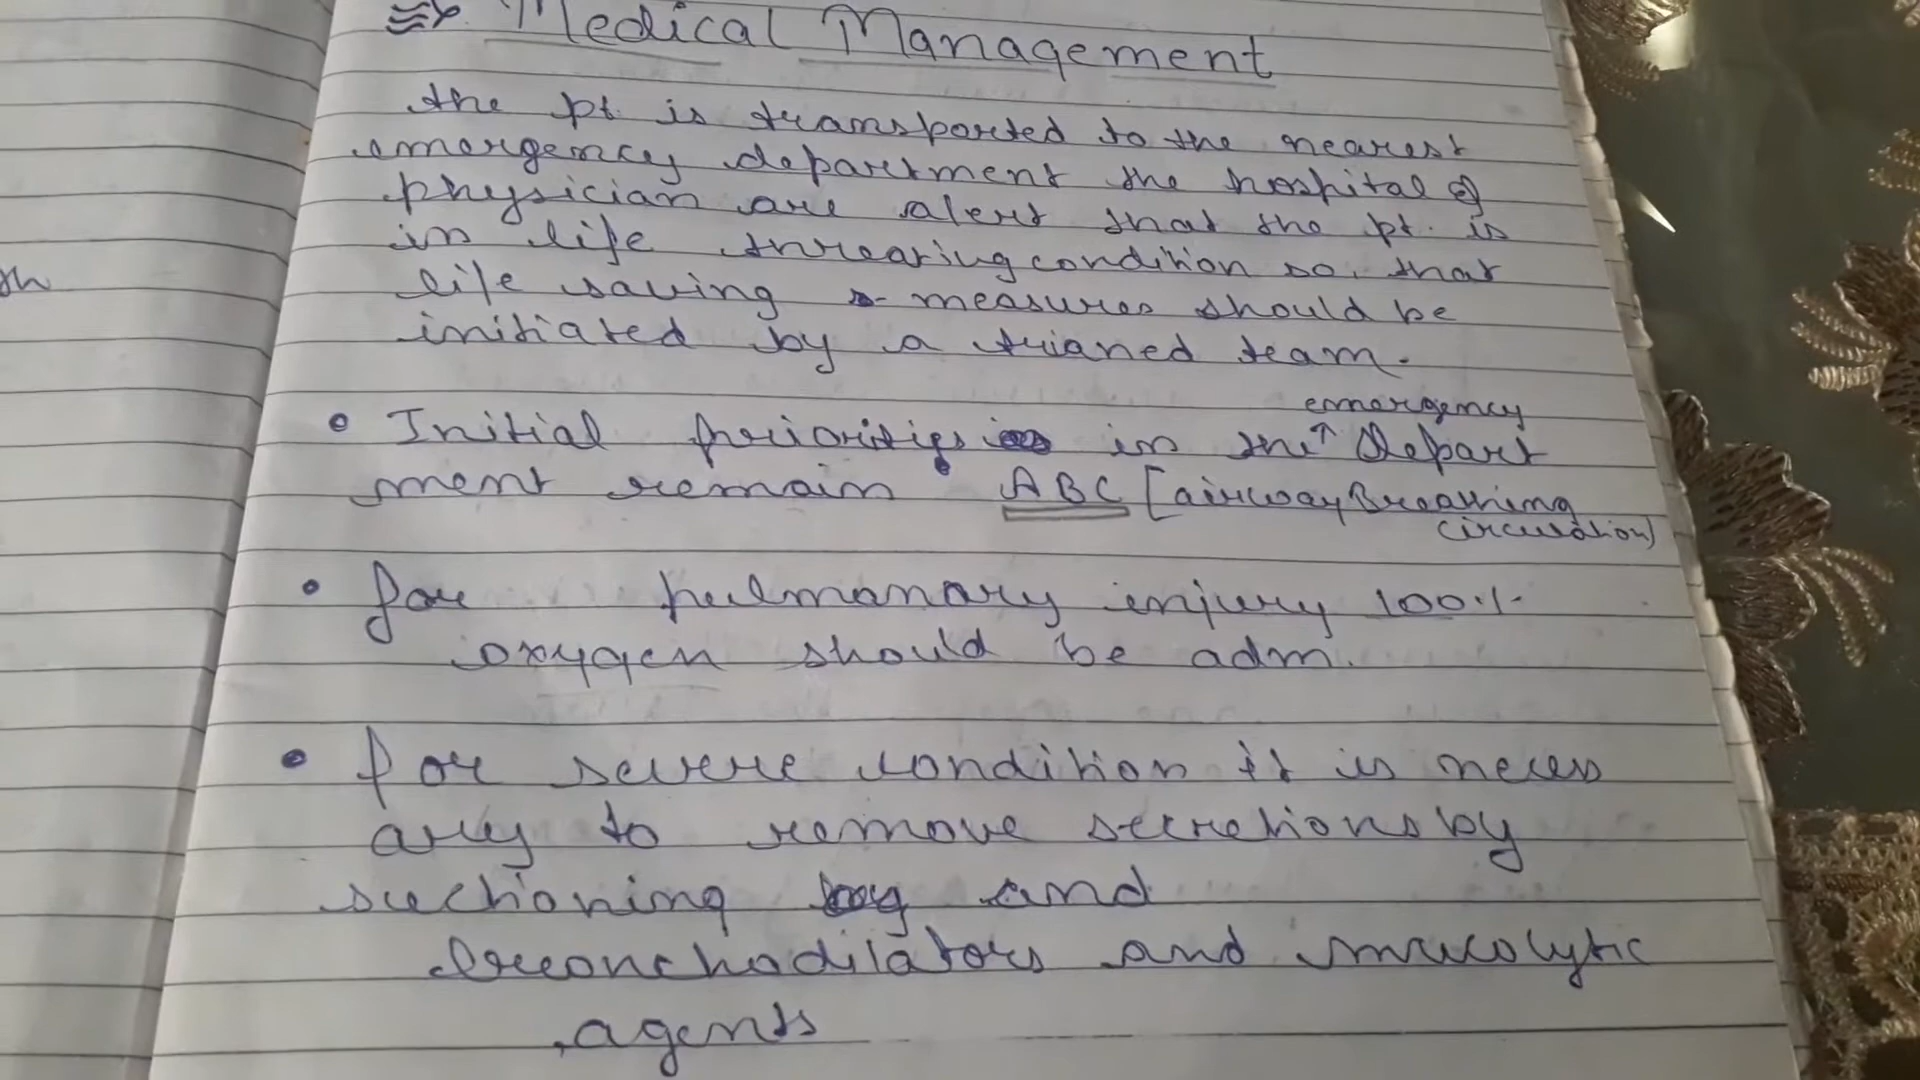 Medical Management
the pt. is transported to the nearest
emergency department the hospital &
physician are alert that the pt. is
in life threating condition so, that
life saving measures should be
initiated by a trianed team.
emergency
• Initial priorities in the ↑ Depart
ment remain ABC [airway Breathing
circulation)
• for pulmanary injury 100%
oxygen should be adm.
• for severe condition it is necess
ary to remove secretions by
suctioning and
bronchodilators and mucolytic
agents